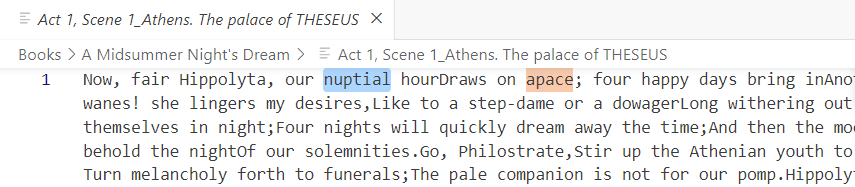 Act 1, Scene 1_Athens. The palace of THESEUS
Books > A Midsummer Night's Dream > Act 1, Scene 1_Athens. The palace of THESEUS
1 Now, fair Hippolyta, our nuptial hourDraws on apace; four happy days bring inAno
wanes! she lingers my desires,Like to a step-dame or a dowagerLong withering out
themselves in night;Four nights will quickly dream away the time;And then the moo
behold the nightOf our solemnities.Go, Philostrate,Stir up the Athenian youth to
Turn melancholy forth to funerals;The pale companion is not for our pomp.Hippoly